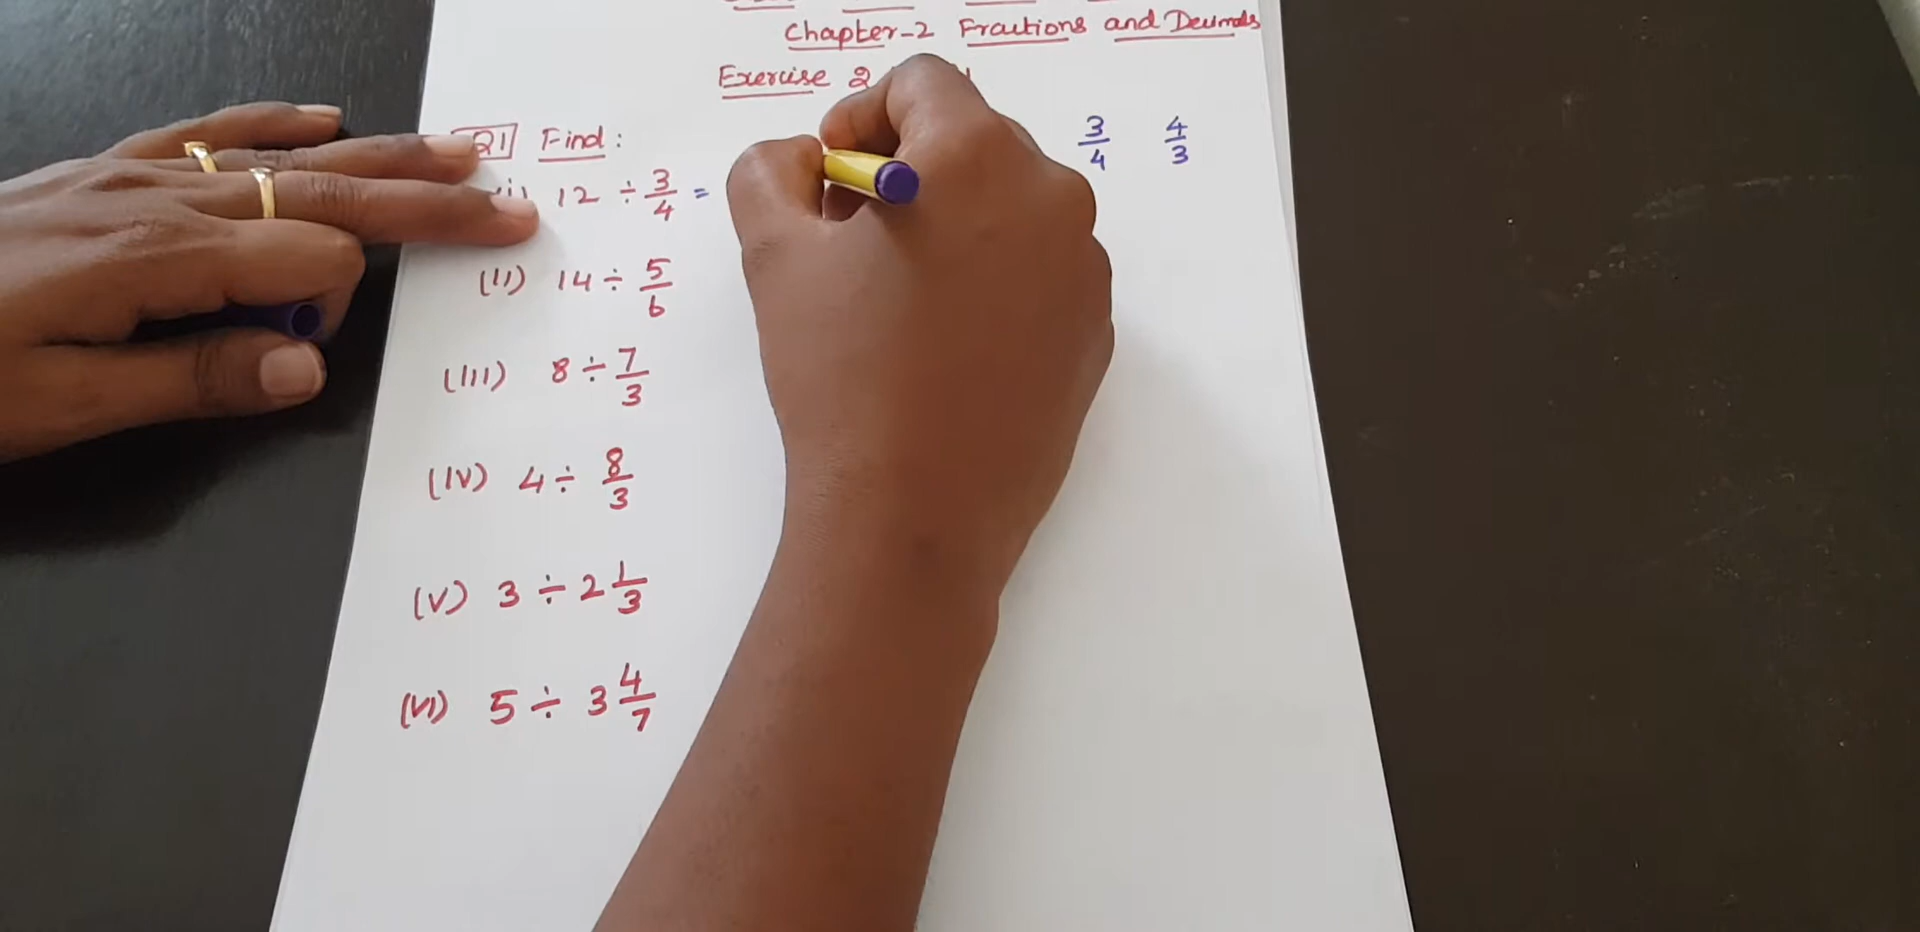 Chapter-2 Fractions and Decimals
Exercise 2
Q1 Find:
(i) 12 ÷ 3/4 =
3/4 4/3
(II) 14 ÷ 5/6
(III) 8 ÷ 7/3
(IV) 4 ÷ 8/3
(V) 3 ÷ 2 1/3
(VI) 5 ÷ 3 4/7